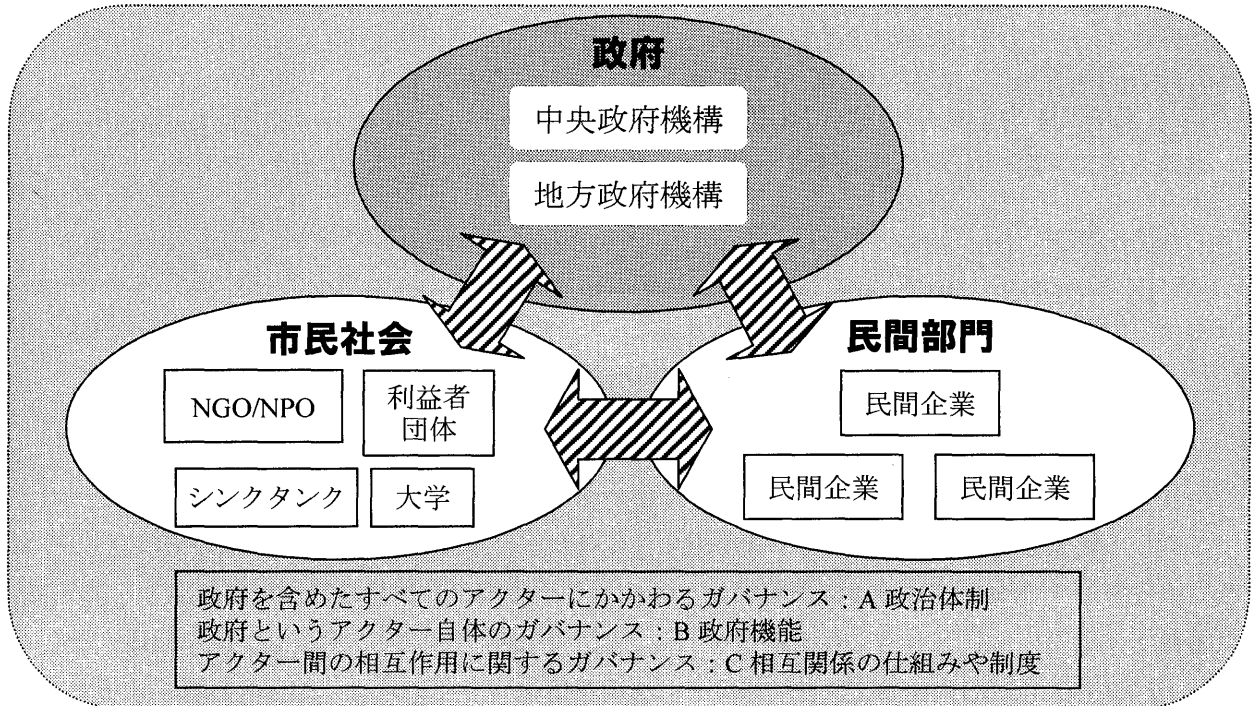 政府
中央政府機構
地方政府機構
市民社会
NGO/NPO
利益者
団体
シンクタンク
大学
民間部門
民間企業
民間企業
民間企業
政府を含めたすべてのアクターにかかわるガバナンス：A 政治体制
政府というアクター自体のガバナンス：B 政府機能
アクター間の相互作用に関するガバナンス：C 相互関係の仕組みや制度